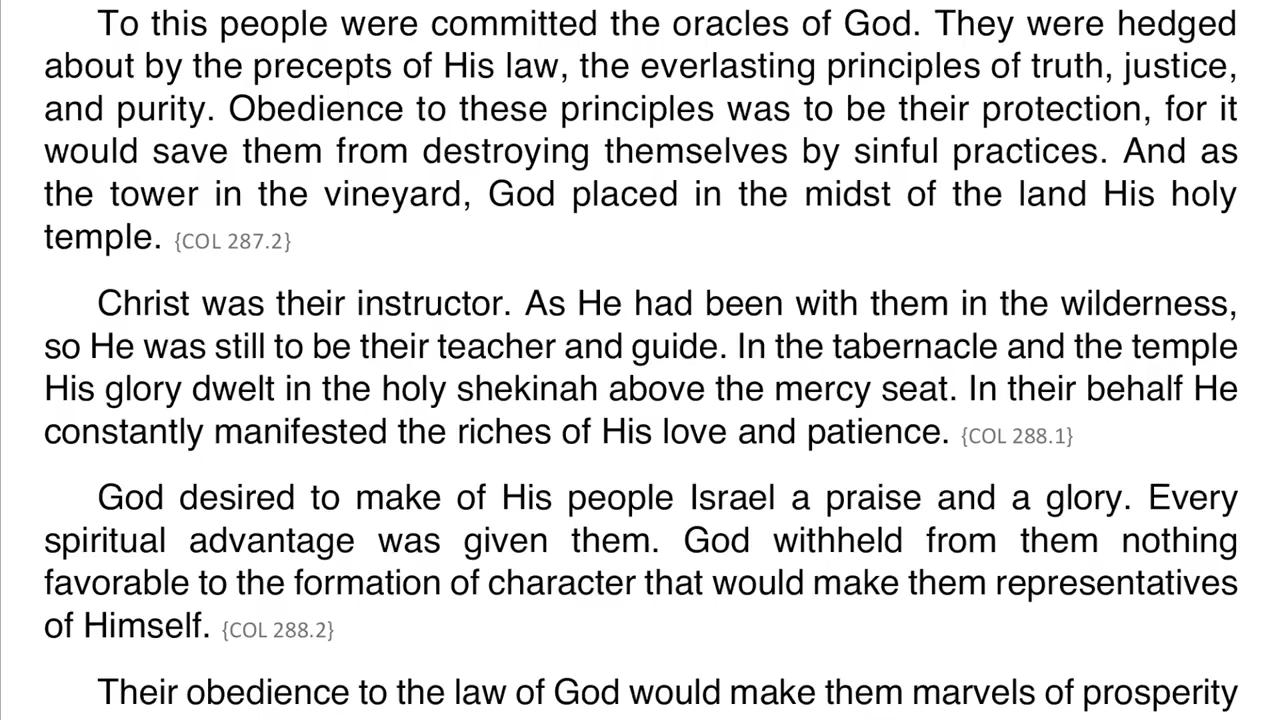 To this people were committed the oracles of God. They were hedged
about by the precepts of His law, the everlasting principles of truth, justice,
and purity. Obedience to these principles was to be their protection, for it
would save them from destroying themselves by sinful practices. And as
the tower in the vineyard, God placed in the midst of the land His holy
temple. {COL 287.2}
Christ was their instructor. As He had been with them in the wilderness,
so He was still to be their teacher and guide. In the tabernacle and the temple
His glory dwelt in the holy shekinah above the mercy seat. In their behalf He
constantly manifested the riches of His love and patience. {COL 288.1}
God desired to make of His people Israel a praise and a glory. Every
spiritual advantage was given them. God withheld from them nothing
favorable to the formation of character that would make them representatives
of Himself. {COL 288.2}
Their obedience to the law of God would make them marvels of prosperity